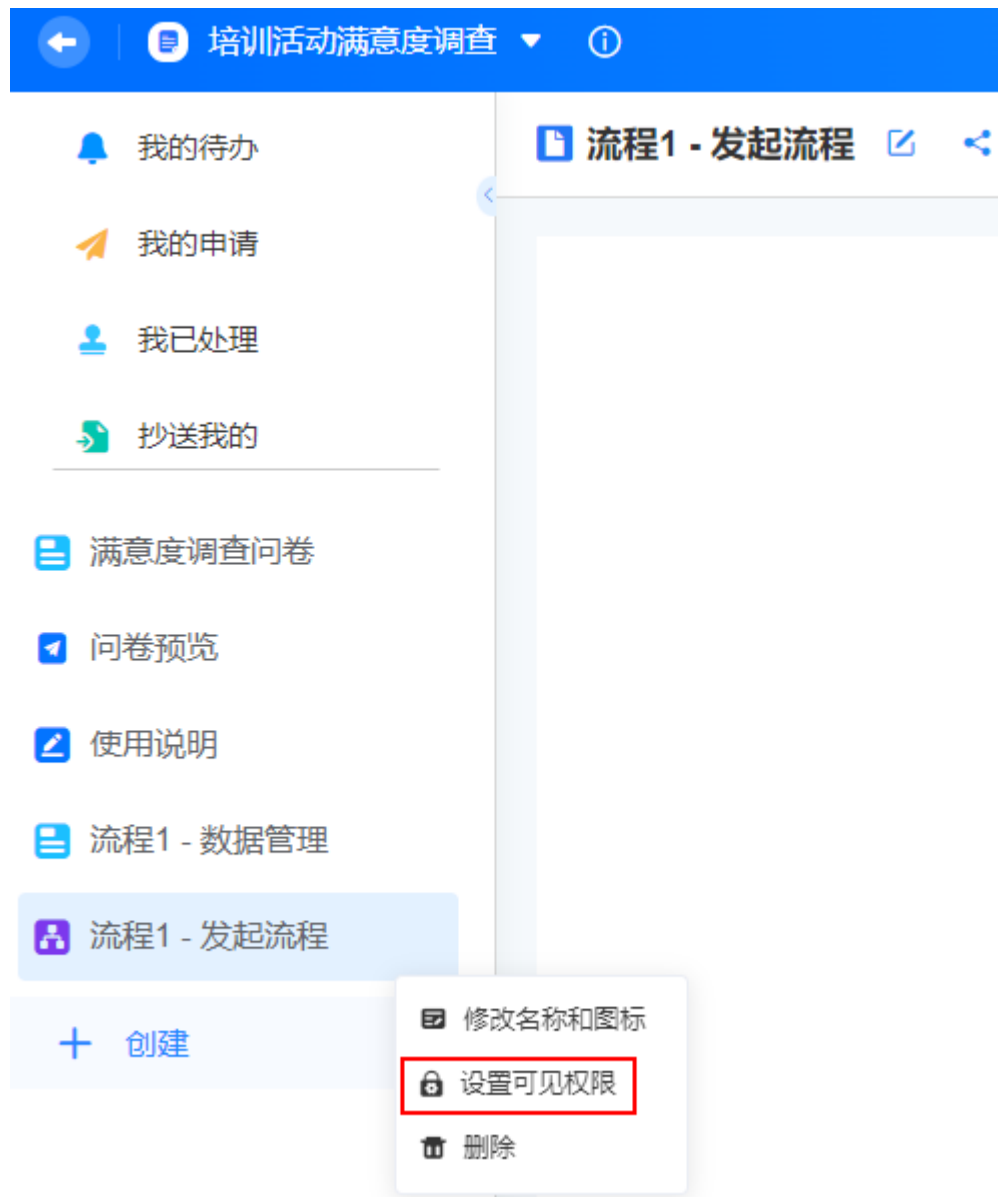 培训活动满意度调查
我的待办
流程1 - 发起流程
我的申请
我已处理
抄送我的
满意度调查问卷
问卷预览
使用说明
流程1 - 数据管理
流程1 - 发起流程
创建
修改名称和图标
设置可见权限
删除